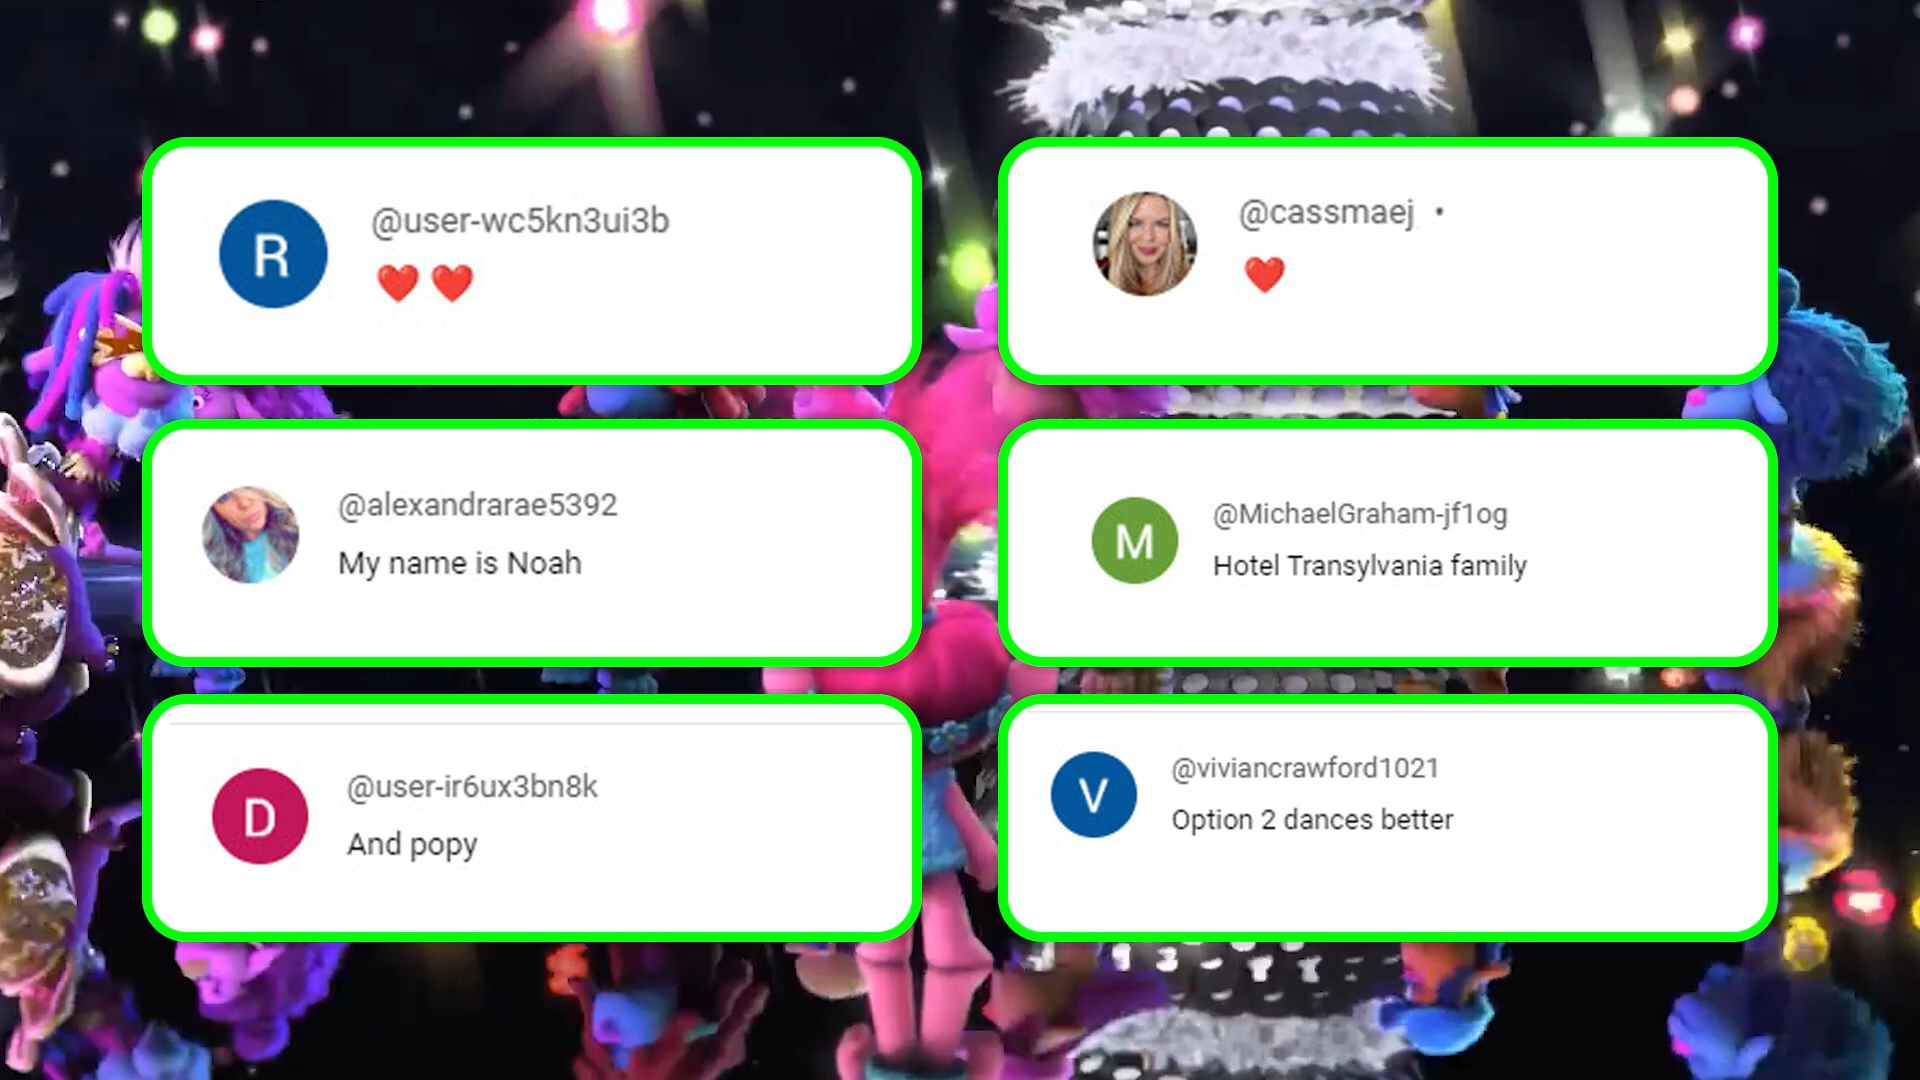 R
@user-wc5kn3ui3b
❤️ ❤️
@cassmaej •
❤️
@alexandrarae5392
My name is Noah
M
@MichaelGraham-jf1og
Hotel Transylvania family
D
@user-ir6ux3bn8k
And popy
V
@viviancrawford1021
Option 2 dances better